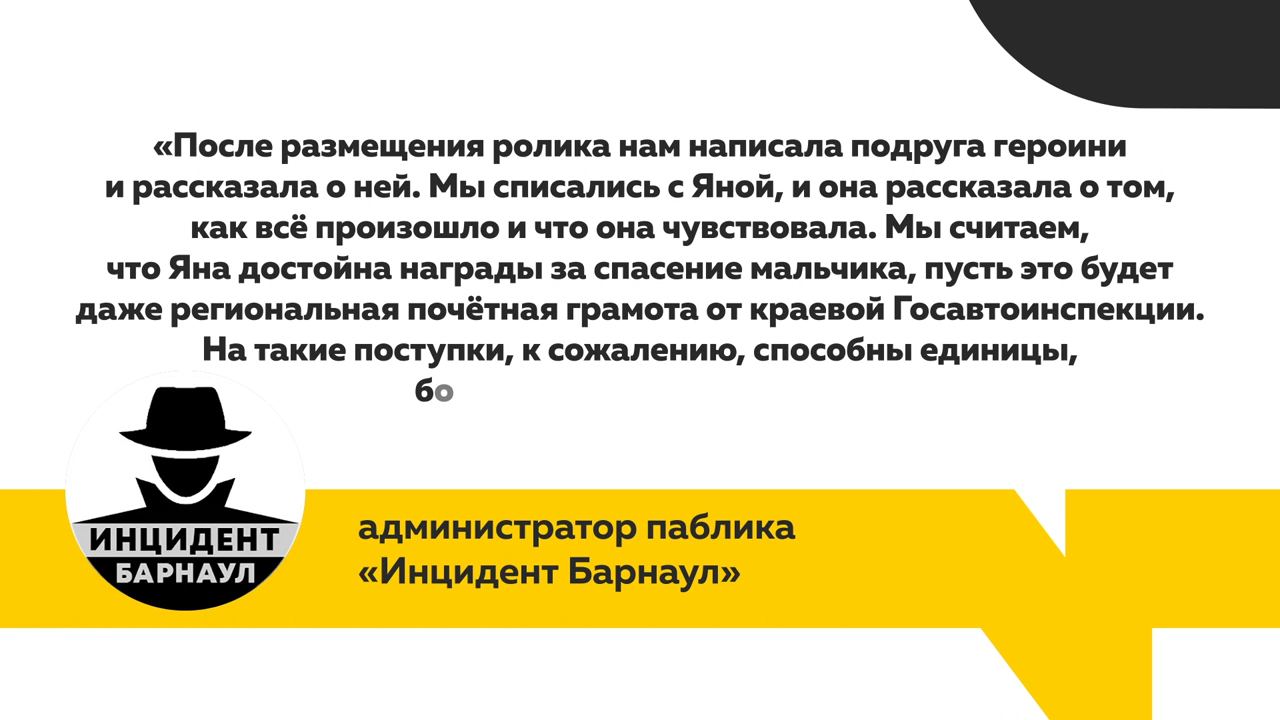 «После размещения ролика нам написала подруга героини
и рассказала о ней. Мы списались с Яной, и она рассказала о том,
как всё произошло и что она чувствовала. Мы считаем,
что Яна достойна награды за спасение мальчика, пусть это будет
даже региональная почётная грамота от краевой Госавтоинспекции.
На такие поступки, к сожалению, способны единицы,
бо
ИНЦИДЕНТ
БАРНАУЛ
администратор паблика
«Инцидент Барнаул»